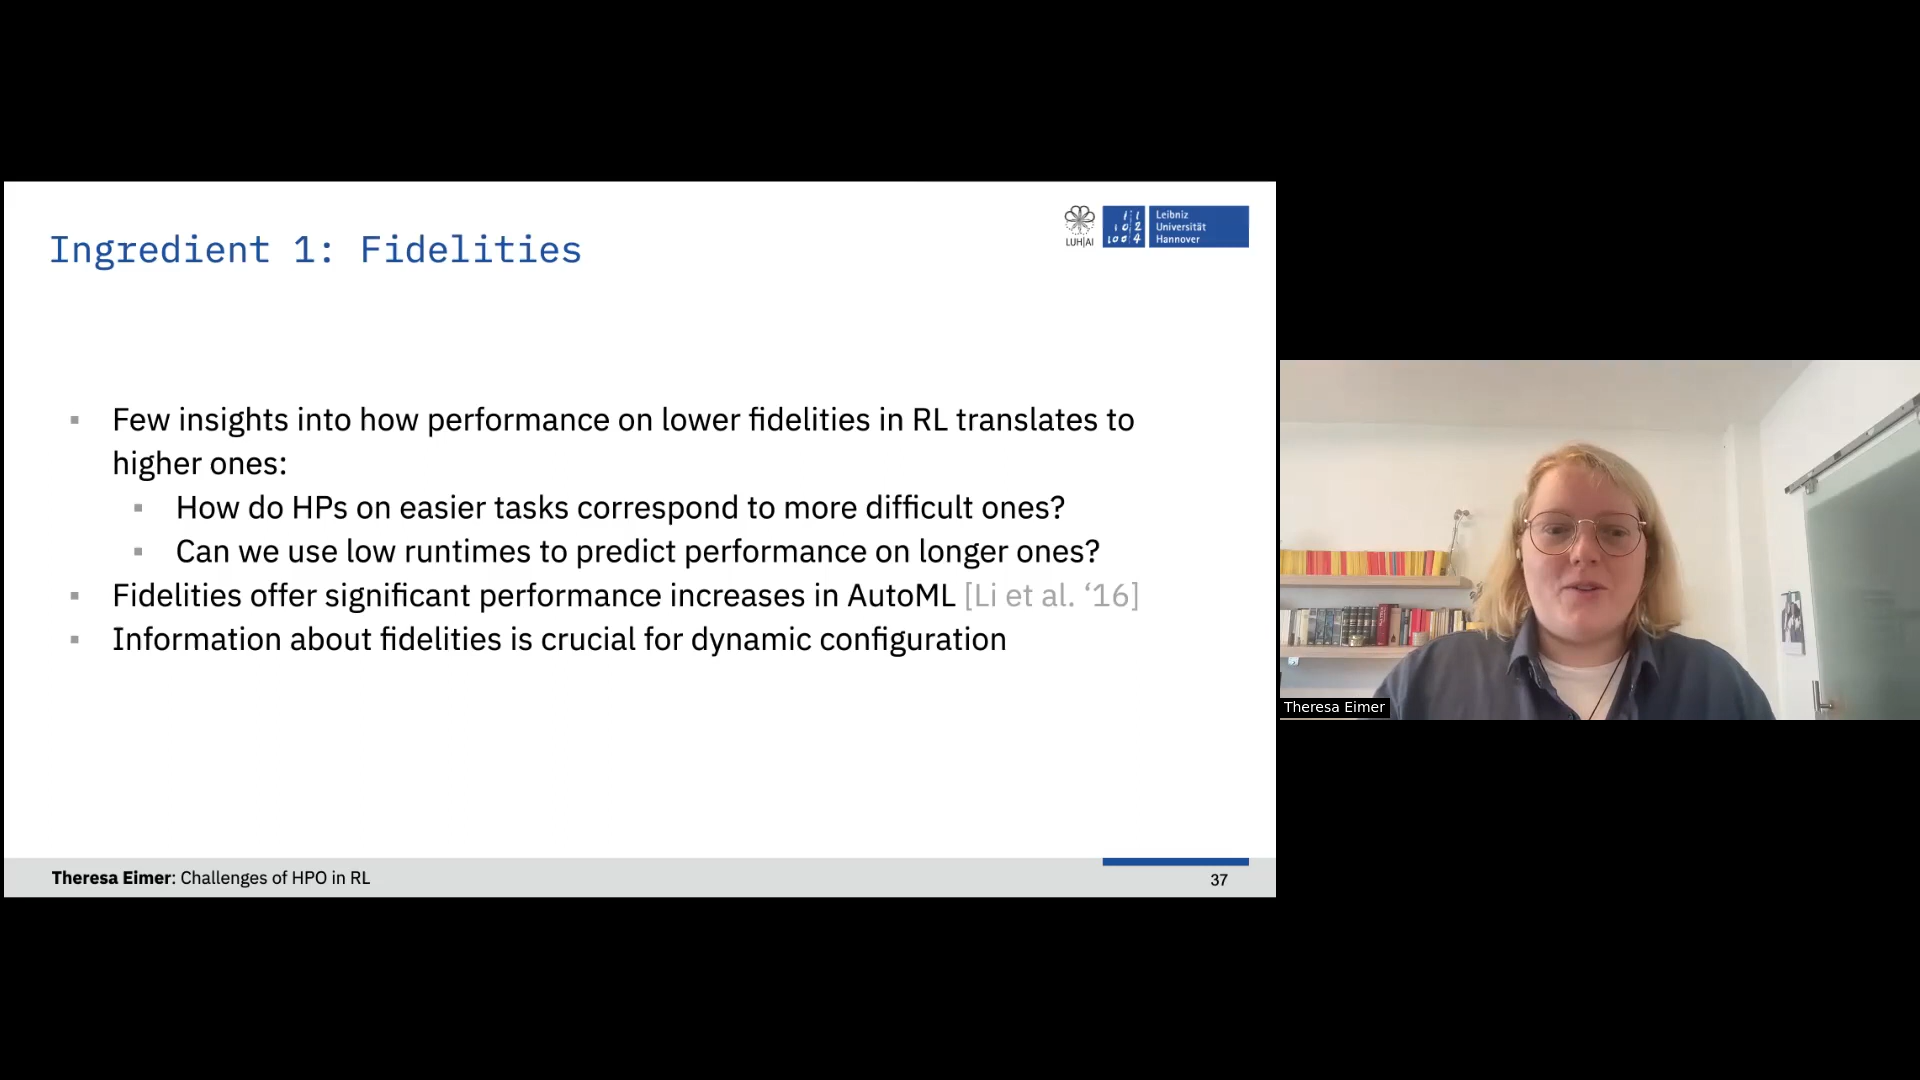 Ingredient 1: Fidelities
LUH|AI
Leibniz
Universität
Hannover
▪ Few insights into how performance on lower fidelities in RL translates to
higher ones:
▪ How do HPs on easier tasks correspond to more difficult ones?
▪ Can we use low runtimes to predict performance on longer ones?
▪ Fidelities offer significant performance increases in AutoML [Li et al. ‘16]
▪ Information about fidelities is crucial for dynamic configuration
Theresa Eimer: Challenges of HPO in RL
37
Theresa Eimer